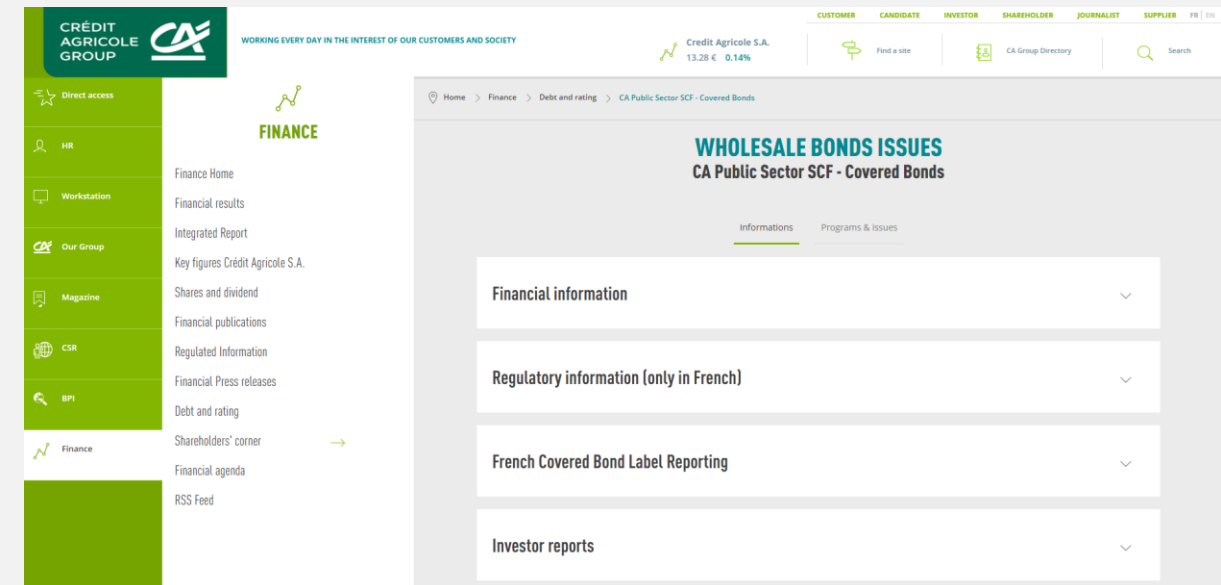 CUSTOMER CANDIDATE INVESTOR SHAREHOLDER JOURNALIST SUPPLIER FR | EN
CRÉDIT
AGRICOLE
GROUP
WORKING EVERY DAY IN THE INTEREST OF OUR CUSTOMERS AND SOCIETY
Credit Agricole S.A.
13.28 € 0.14%
Find a site
CA Group Directory
Search
Direct access
HR
Workstation
Our Group
Magazine
CSR
BPI
Finance
FINANCE
Finance Home
Financial results
Integrated Report
Key figures Crédit Agricole S.A.
Shares and dividend
Financial publications
Regulated Information
Financial Press releases
Debt and rating
Shareholders' corner
Financial agenda
RSS Feed
Home > Finance > Debt and rating > CA Public Sector SCF - Covered Bonds
WHOLESALE BONDS ISSUES
CA Public Sector SCF - Covered Bonds
Informations Programs & issues
Financial information
Regulatory information (only in French)
French Covered Bond Label Reporting
Investor reports